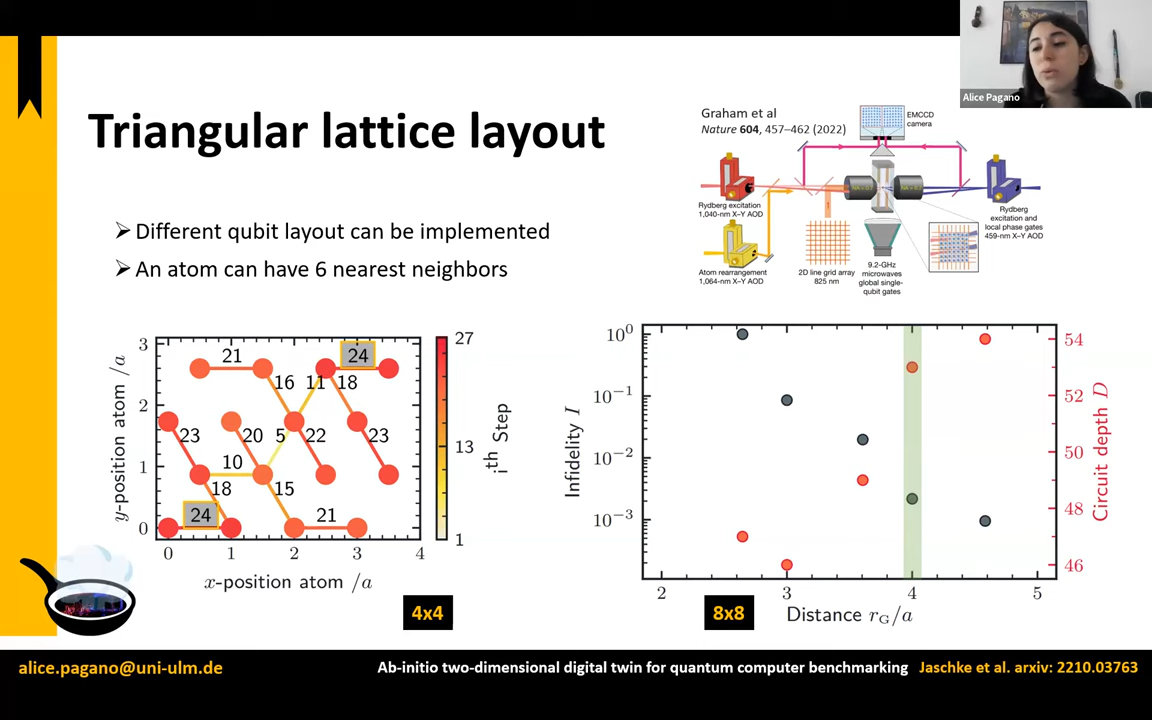 Alice Pagano
Triangular lattice layout
Graham et al
Nature 604, 457–462 (2022)
EMCCD
camera
Rydberg excitation
1,040-nm X–Y AOD
Rydberg
excitation and
local phase gates
459-nm X–Y AOD
Atom rearrangement
1,064-nm X–Y AOD
2D line grid array
825 nm
9.2-GHz
microwaves
global single-
qubit gates
➢ Different qubit layout can be implemented
➢ An atom can have 6 nearest neighbors
3
2
1
0
y-position atom /a
21
24
16
11
18
23
20
5
22
23
10
18
15
24
21
0 1 2 3 4
x-position atom /a
27
13
1
ith Step
4x4
10⁰
10⁻¹
10⁻²
10⁻³
Infidelity I
54
52
50
48
46
Circuit depth D
2 3 4 5
Distance rG/a
8x8
alice.pagano@uni-ulm.de
Ab-initio two-dimensional digital twin for quantum computer benchmarking
Jaschke et al. arxiv: 2210.03763